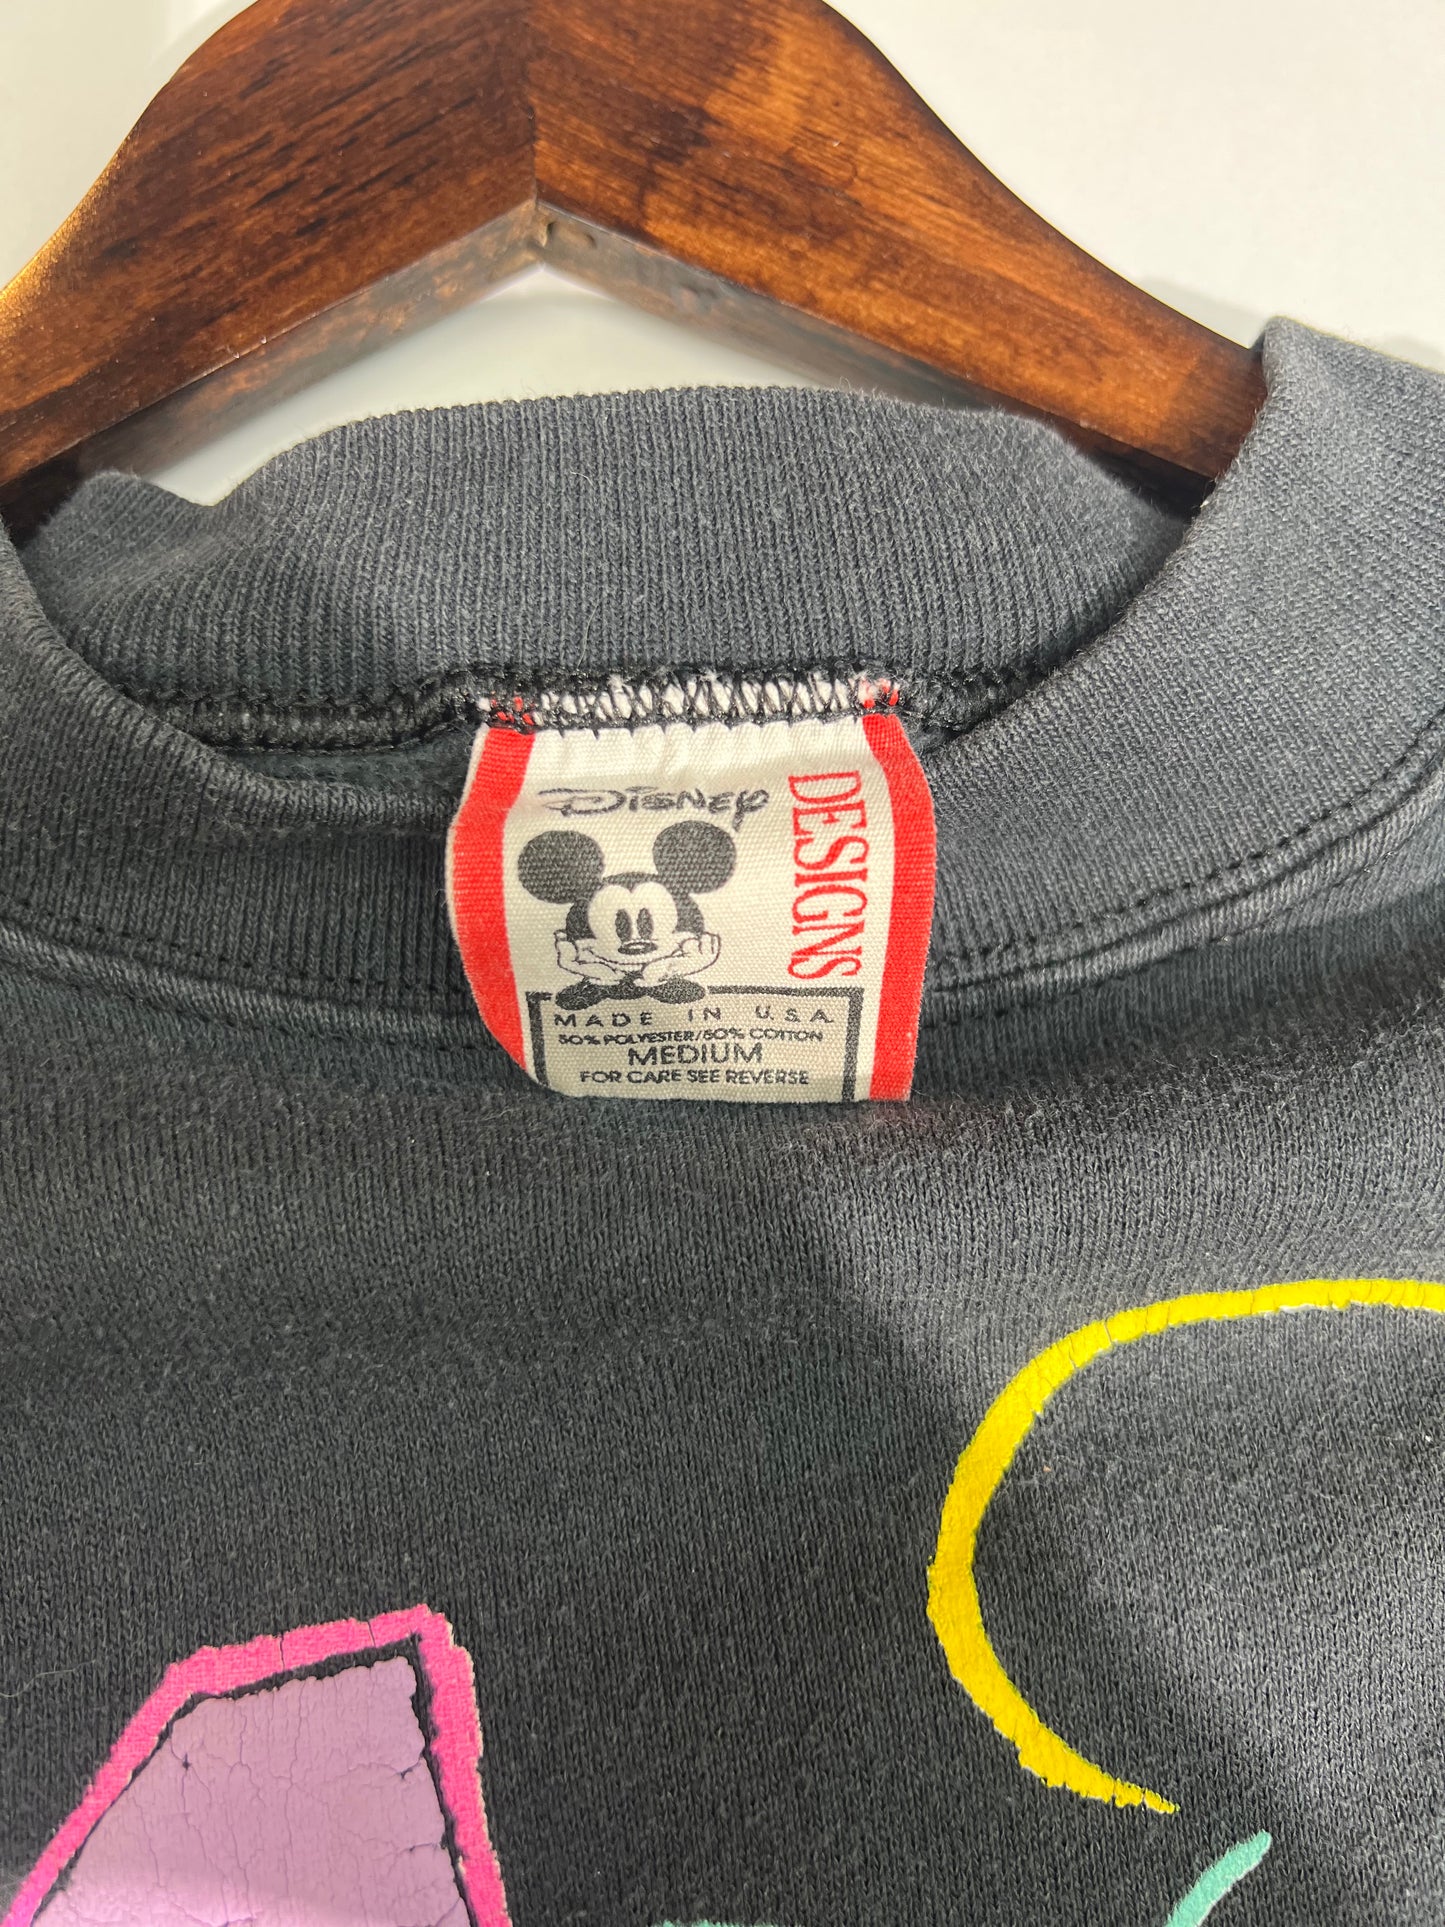 Disney
DESIGNS
MADE IN U.S.A.
50% POLYESTER/50% COTTON
MEDIUM
FOR CARE SEE REVERSE